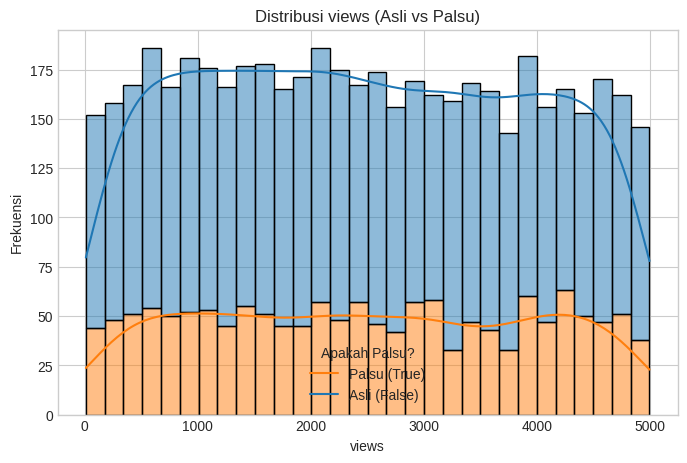 Distribusi views (Asli vs Palsu)
Frekuensi
175
150
125
100
75
50
25
0
Apakah Palsu?
Palsu (True)
Asli (False)
0 1000 2000 3000 4000 5000
views